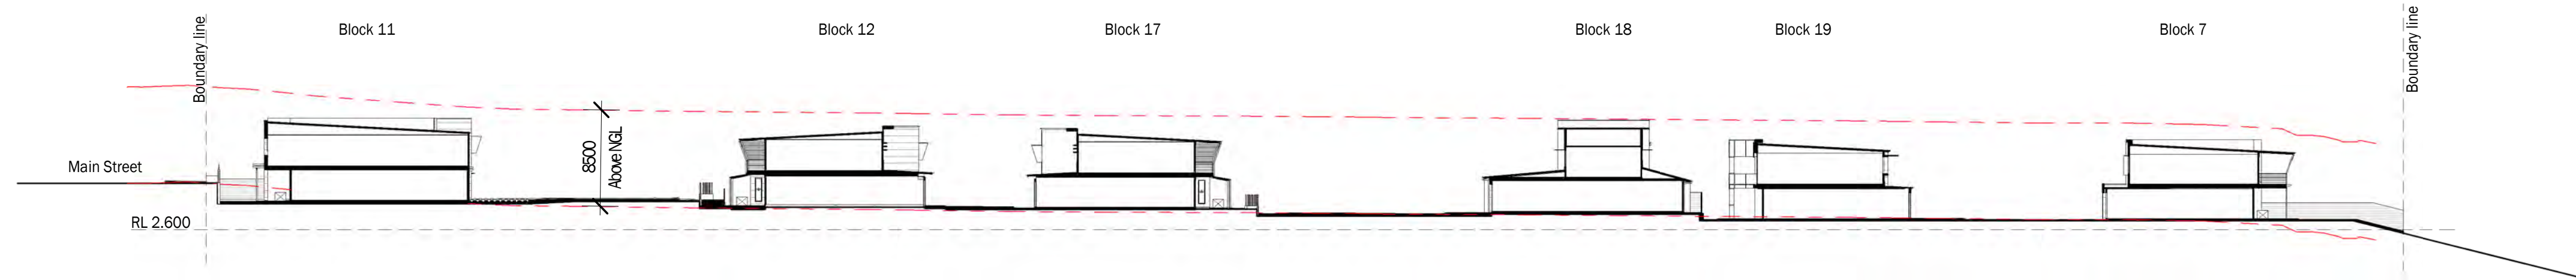 Boundary line
Block 11
Block 12
Block 17
Block 18
Block 19
Block 7
Boundary line
8500
Above NGL
Main Street
RL 2.600